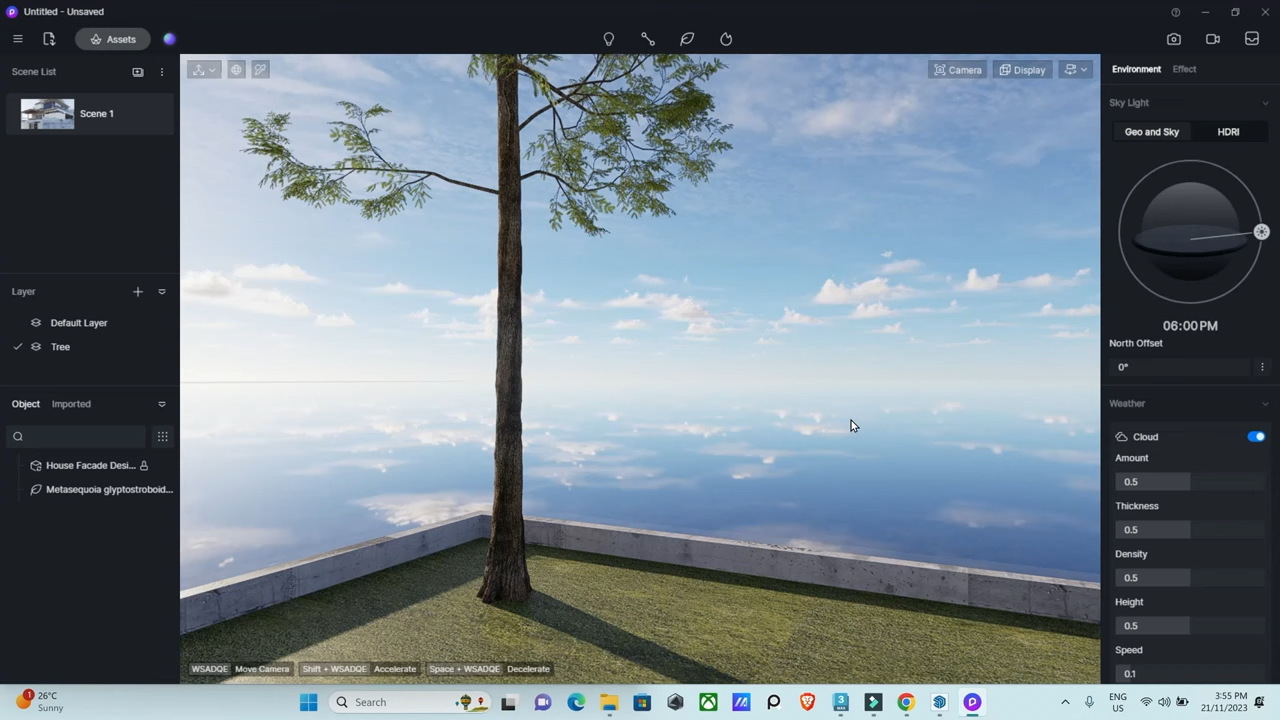 Untitled - Unsaved
Assets
Scene List
Scene 1
Layer
Default Layer
Tree
Object Imported
House Facade Desi...
Metasequoia glyptostroboid...
Camera
Display
WSADQE Move Camera Shift + WSADQE Accelerate Space + WSADQE Decelerate
Environment Effect
Sky Light
Geo and Sky HDRI
06:00PM
North Offset
0°
Weather
Cloud
Amount
0.5
Thickness
0.5
Density
0.5
Height
0.5
Speed
0.1
1
26°C
Sunny
Search
ENG
US
3:55 PM
21/11/2023